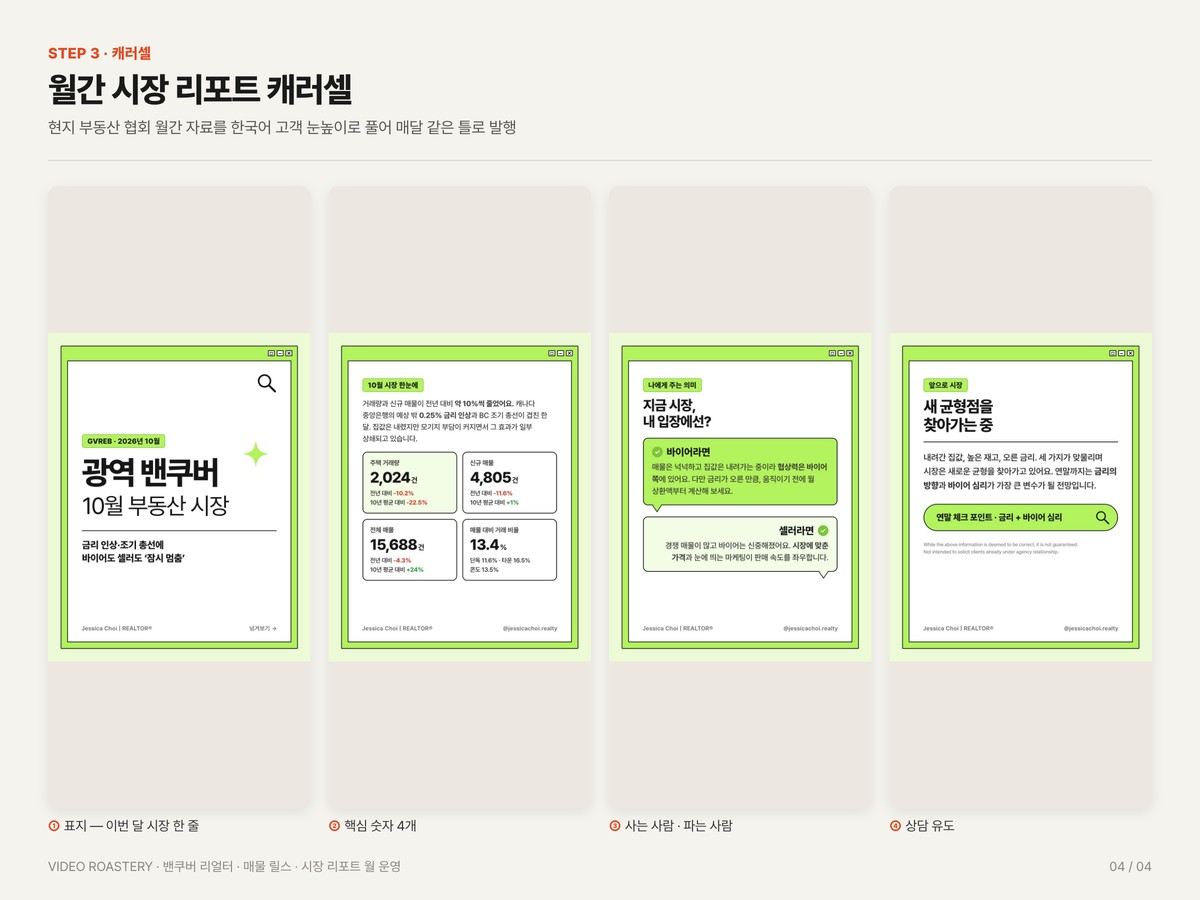 STEP 3 · 캐러셀
월간 시장 리포트 캐러셀
현지 부동산 협회 월간 자료를 한국어 고객 눈높이로 풀어 매달 같은 틀로 발행
GVREB · 2026년 10월
광역 밴쿠버
10월 부동산 시장
금리 인상·조기 총선에
바이어도 셀러도 ‘잠시 멈춤’
Jessica Choi | REALTOR®
넘겨보기 →
10월 시장 한눈에
거래량과 신규 매물이 전년 대비 약 10%씩 줄었어요. 캐나다
중앙은행의 예상 밖 0.25% 금리 인상과 BC 조기 총선이 겹친 한
달. 집값은 내렸지만 모기지 부담이 커지면서 그 효과가 일부
상쇄되고 있습니다.
주택 거래량
2,024건
전년 대비 -10.2%
10년 평균 대비 -22.5%
신규 매물
4,805건
전년 대비 -11.6%
10년 평균 대비 +1%
전체 매물
15,688건
전년 대비 -4.3%
10년 평균 대비 +24%
매물 대비 거래 비율
13.4%
단독 11.6% · 타운 16.5%
콘도 13.5%
Jessica Choi | REALTOR®
@jessicachoi.realty
나에게 주는 의미
지금 시장,
내 입장에선?
바이어라면
매물은 넉넉하고 집값은 내려가는 중이라 협상력은 바이어
쪽에 있어요. 다만 금리가 오른 만큼, 움직이기 전에 월
상환액부터 계산해 보세요.
셀러라면
경쟁 매물이 많고 바이어는 신중해졌어요. 시장에 맞춘
가격과 눈에 띄는 마케팅이 판매 속도를 좌우합니다.
Jessica Choi | REALTOR®
@jessicachoi.realty
앞으로 시장
새 균형점을
찾아가는 중
내려간 집값, 높은 재고, 오른 금리. 세 가지가 맞물리며
시장은 새로운 균형을 찾아가고 있어요. 연말까지는 금리의
방향과 바이어 심리가 가장 큰 변수가 될 전망입니다.
연말 체크 포인트 · 금리 + 바이어 심리
While the above information is deemed to be correct, it is not guaranteed.
Not intended to solicit clients already under agency relationship.
Jessica Choi | REALTOR®
@jessicachoi.realty
① 표지 — 이번 달 시장 한 줄
② 핵심 숫자 4개
③ 사는 사람 · 파는 사람
④ 상담 유도
VIDEO ROASTERY · 밴쿠버 리얼터 · 매물 릴스 · 시장 리포트 월 운영
04 / 04